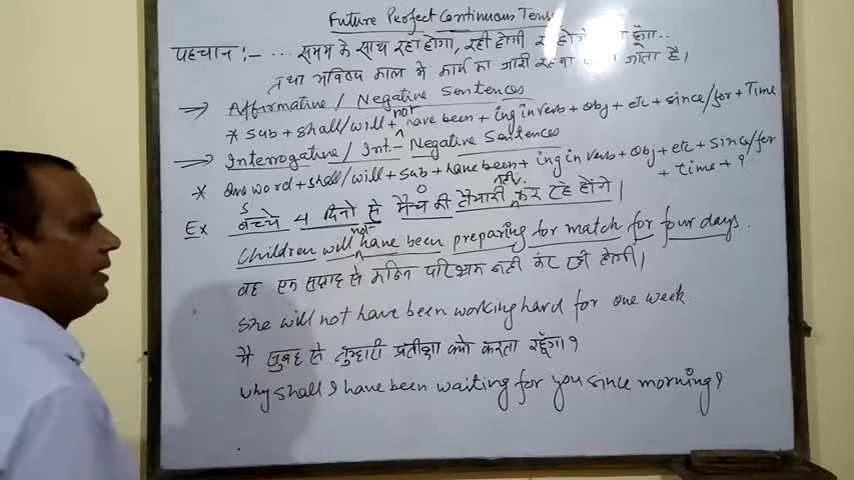 Future Perfect Continuous Tense
पहचान :- ... समय के साथ रहा होगा, रही होगी
तथा भविष्य काल में कार्य का जारी रहना जाता है।
→ Affirmative / Negative Sentences
* Sub + shall/will + not have been + ing in verb + obj + etc + since/for + Time
→ Interrogative / Int.- Negative Sentences
* Que word + shall/will + sub + have been + ing in verb + obj + etc + since/for + time + ?
Ex बच्चे 4 दिनो से मैच की तैयारी कर रहे होंगे।
Children will not have been preparing for match for four days.
वह एक सप्ताह से कठिन परिश्रम नही कर रही होगी।
She will not have been working hard for one week.
मै सुबह से तुम्हारी प्रतीक्षा क्यो करता रहूँगा?
Why shall I have been waiting for you since morning?